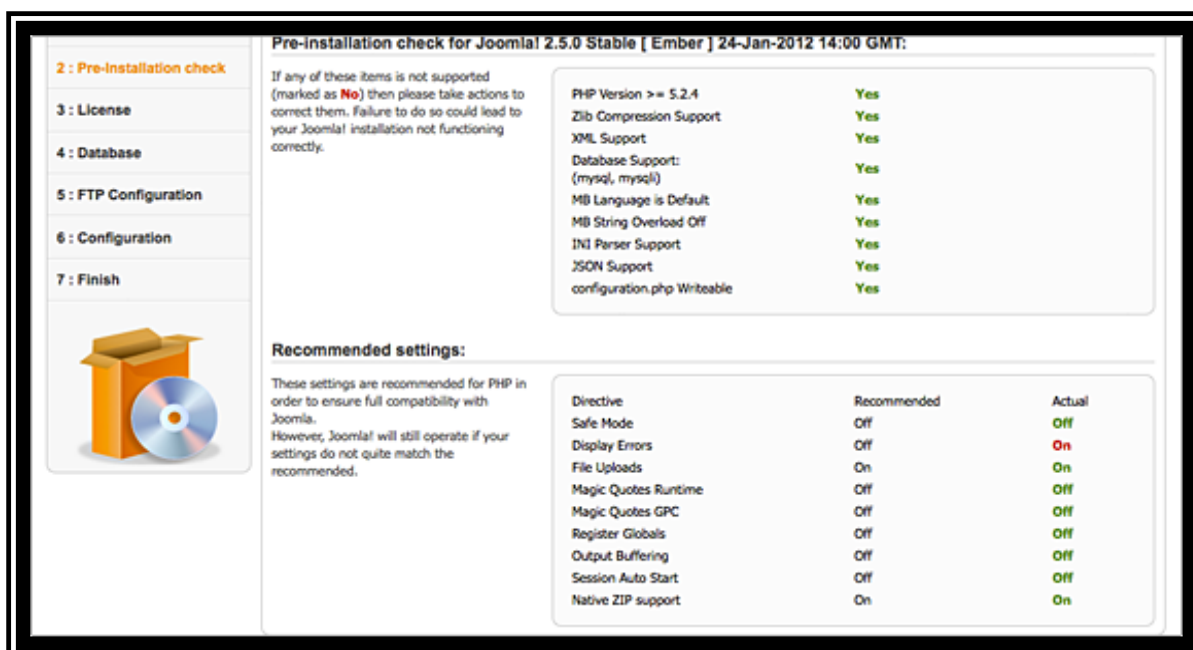 Pre-installation check for Joomla! 2.5.0 Stable [ Ember ] 24-Jan-2012 14:00 GMT:
2 : Pre-Installation check
3 : License
4 : Database
5 : FTP Configuration
6 : Configuration
7 : Finish
If any of these items is not supported
(marked as No) then please take actions to
correct them. Failure to do so could lead to
your Joomla! installation not functioning
correctly.
PHP Version >= 5.2.4 Yes
Zlib Compression Support Yes
XML Support Yes
Database Support:
(mysql, mysqli) Yes
MB Language is Default Yes
MB String Overload Off Yes
INI Parser Support Yes
JSON Support Yes
configuration.php Writeable Yes
Recommended settings:
These settings are recommended for PHP in
order to ensure full compatibility with
Joomla.
However, Joomla! will still operate if your
settings do not quite match the
recommended.
Directive Recommended Actual
Safe Mode Off Off
Display Errors Off On
File Uploads On On
Magic Quotes Runtime Off Off
Magic Quotes GPC Off Off
Register Globals Off Off
Output Buffering Off Off
Session Auto Start Off Off
Native ZIP support On On